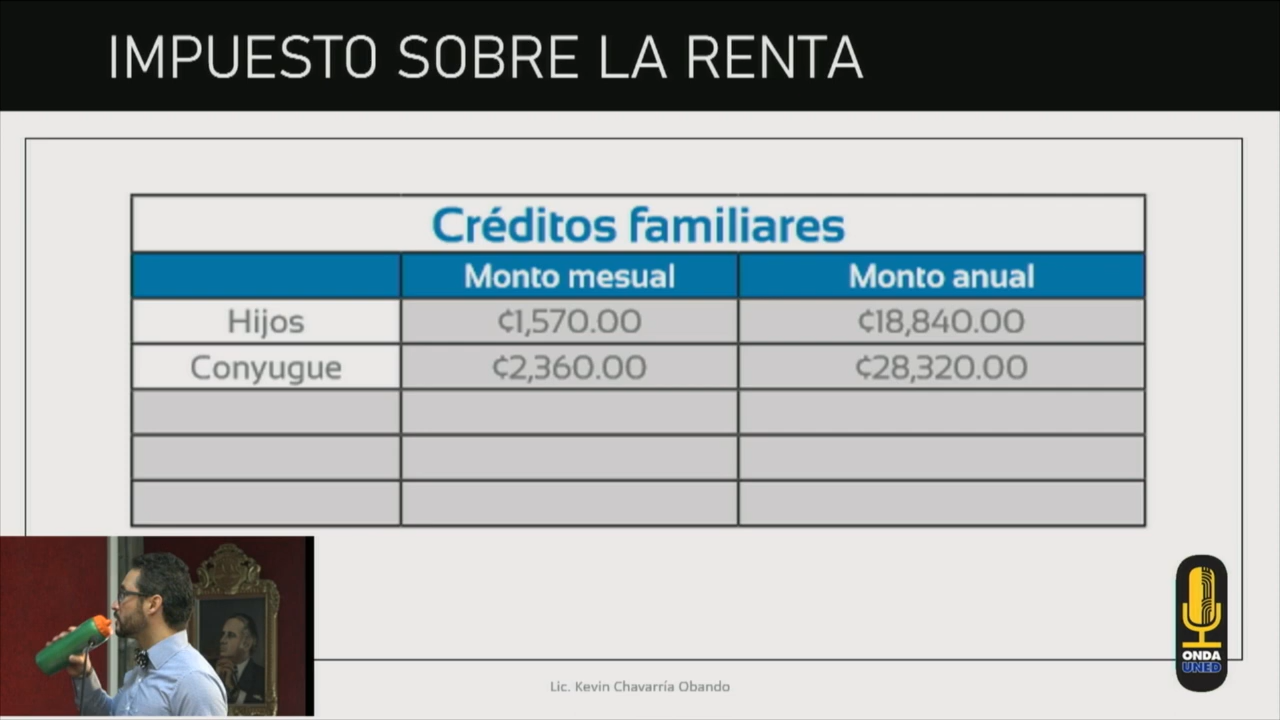 IMPUESTO SOBRE LA RENTA
Créditos familiares
Monto mesual Monto anual
Hijos ₡1,570.00 ₡18,840.00
Conyugue ₡2,360.00 ₡28,320.00
Lic. Kevin Chavarría Obando
ONDA
UNED